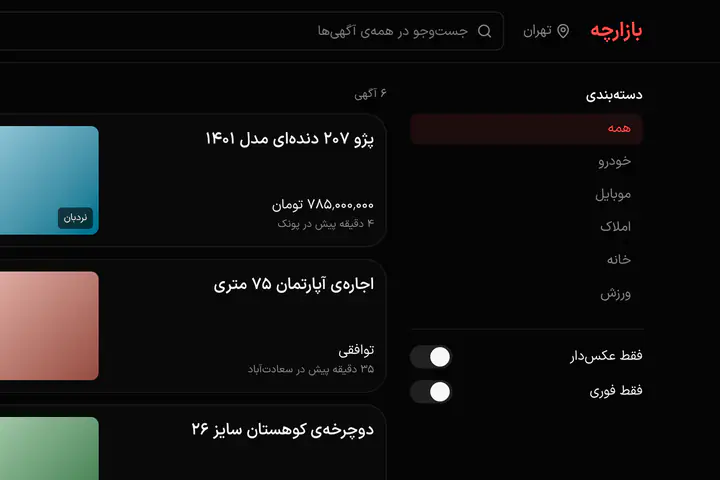 بازارچه
تهران
جست‌وجو در همه‌ی آگهی‌ها
دسته‌بندی
همه
خودرو
موبایل
املاک
خانه
ورزش
فقط عکس‌دار
فقط فوری
۶ آگهی
پژو ۲۰۷ دنده‌ای مدل ۱۴۰۱
۷۸۵,۰۰۰,۰۰۰ تومان
۴ دقیقه پیش در پونک
نردبان
اجاره‌ی آپارتمان ۷۵ متری
توافقی
۳۵ دقیقه پیش در سعادت‌آباد
دوچرخه‌ی کوهستان سایز ۲۶